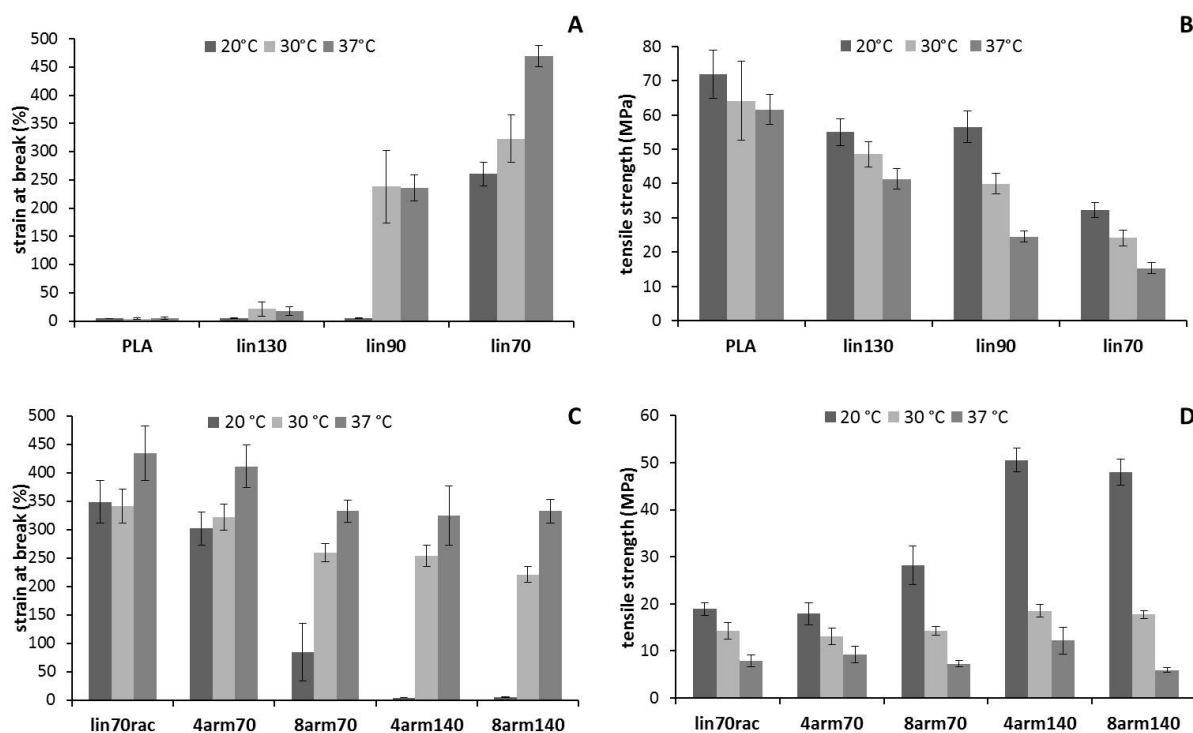 A
20°C 30°C 37°C
strain at break (%)
500
450
400
350
300
250
200
150
100
50
0
PLA lin130 lin90 lin70
B
20°C 30°C 37°C
tensile strength (MPa)
80
70
60
50
40
30
20
10
0
PLA lin130 lin90 lin70
C
20 °C 30 °C 37 °C
strain at break (%)
500
450
400
350
300
250
200
150
100
50
0
lin70rac 4arm70 8arm70 4arm140 8arm140
D
20 °C 30 °C 37 °C
tensile strength (MPa)
60
50
40
30
20
10
0
lin70rac 4arm70 8arm70 4arm140 8arm140